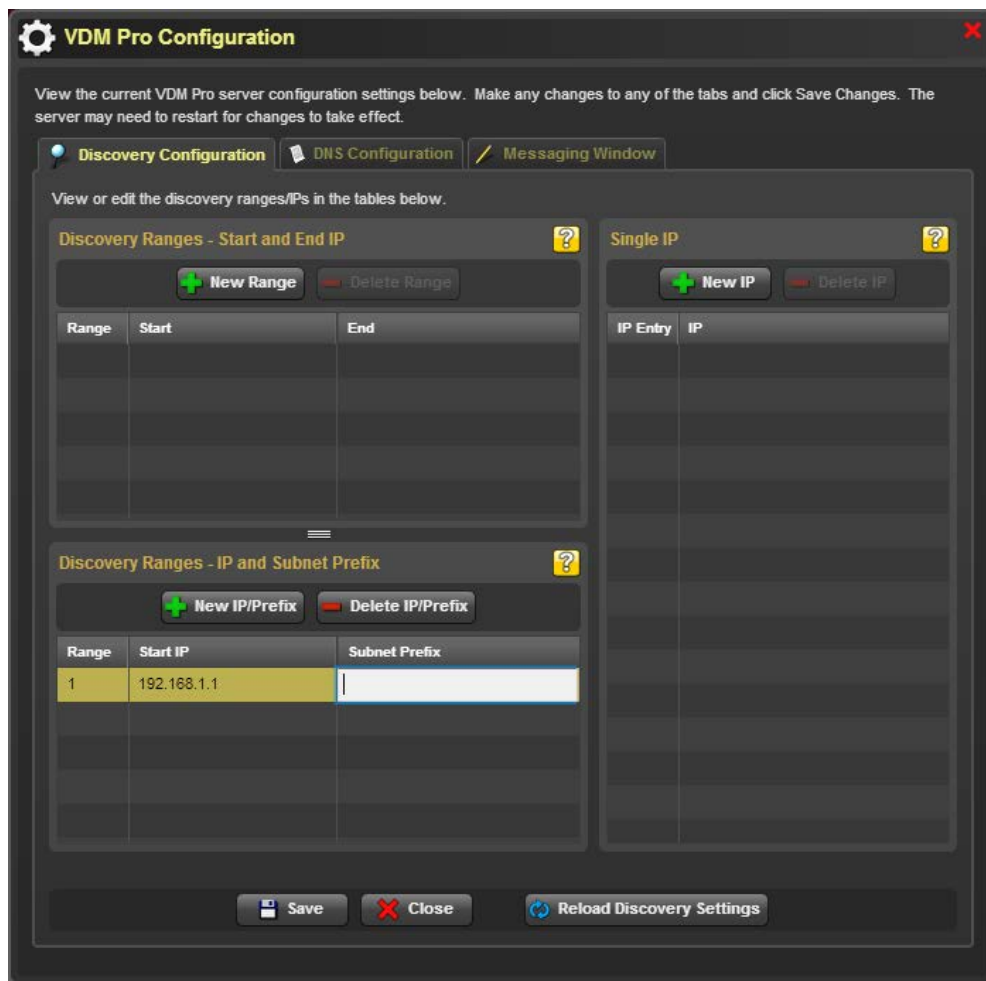 VDM Pro Configuration
View the current VDM Pro server configuration settings below. Make any changes to any of the tabs and click Save Changes. The
server may need to restart for changes to take effect.
Discovery Configuration DNS Configuration Messaging Window
View or edit the discovery ranges/IPs in the tables below.
Discovery Ranges - Start and End IP
New Range Delete Range
Range Start End
Single IP
New IP Delete IP
IP Entry IP
Discovery Ranges - IP and Subnet Prefix
New IP/Prefix Delete IP/Prefix
Range Start IP Subnet Prefix
1 192.168.1.1
Save Close Reload Discovery Settings